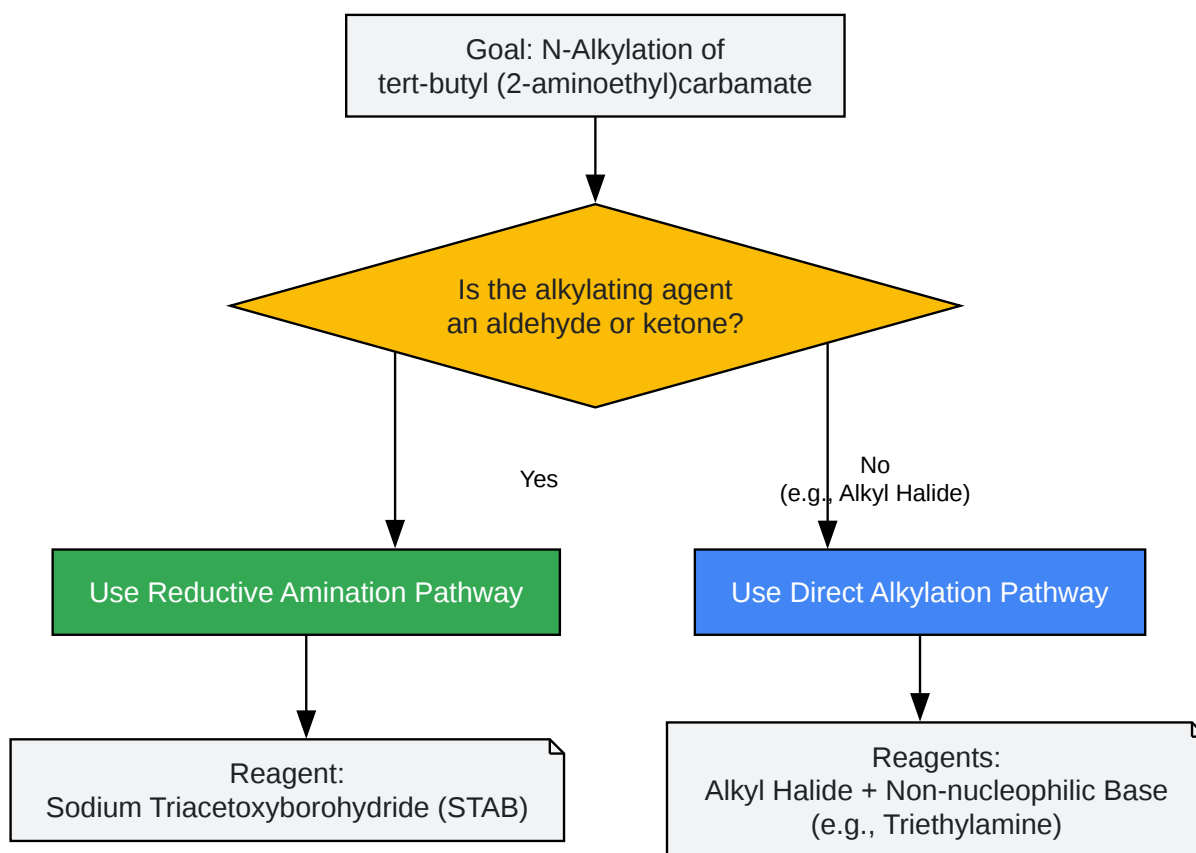 Goal: N-Alkylation of
tert-butyl (2-aminoethyl)carbamate
Is the alkylating agent
an aldehyde or ketone?
Yes
No
(e.g., Alkyl Halide)
Use Reductive Amination Pathway
Use Direct Alkylation Pathway
Reagent:
Sodium Triacetoxyborohydride (STAB)
Reagents:
Alkyl Halide + Non-nucleophilic Base
(e.g., Triethylamine)